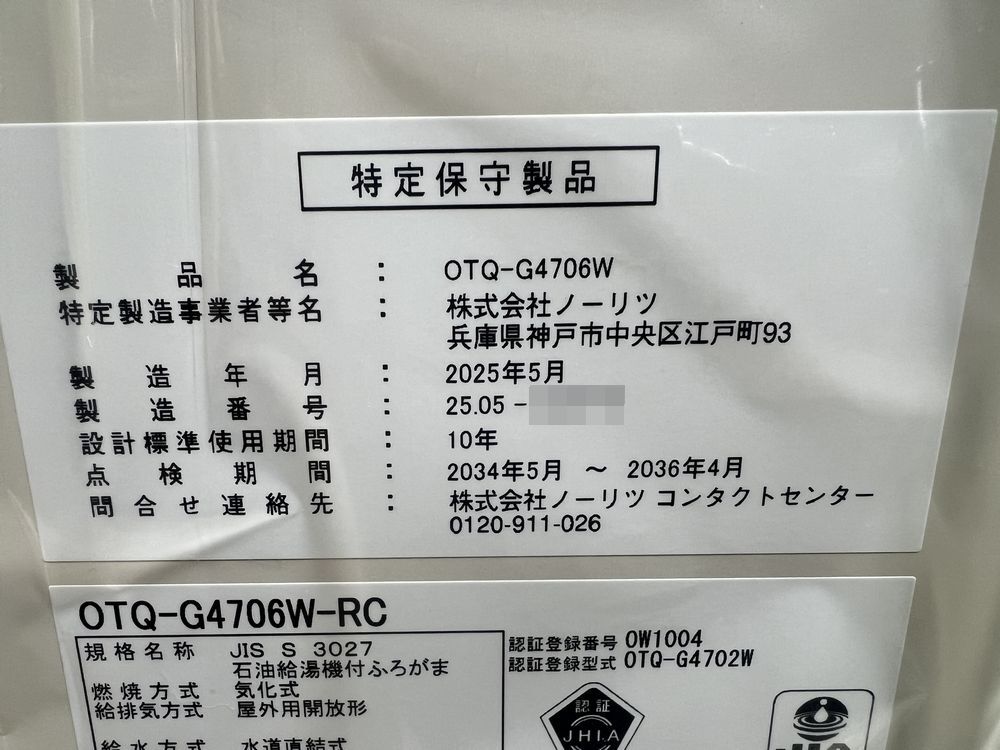 特定保守製品
製品名 : OTQ-G4706W
特定製造事業者等名 : 株式会社ノーリツ
兵庫県神戸市中央区江戸町93
製造年月 : 2025年5月
製造番号 : 25.05 -
設計標準使用期間 : 10年
点検期間 : 2034年5月 ～ 2036年4月
問合せ連絡先 : 株式会社ノーリツ コンタクトセンター
0120-911-026
OTQ-G4706W-RC
規格名称 JIS S 3027
石油給湯機付ふろがま
燃焼方式 気化式
給排気方式 屋外用開放形
給水方式 水道直結式
認証登録番号 OW1004
認証登録型式 OTQ-G4702W
認証
JHIA